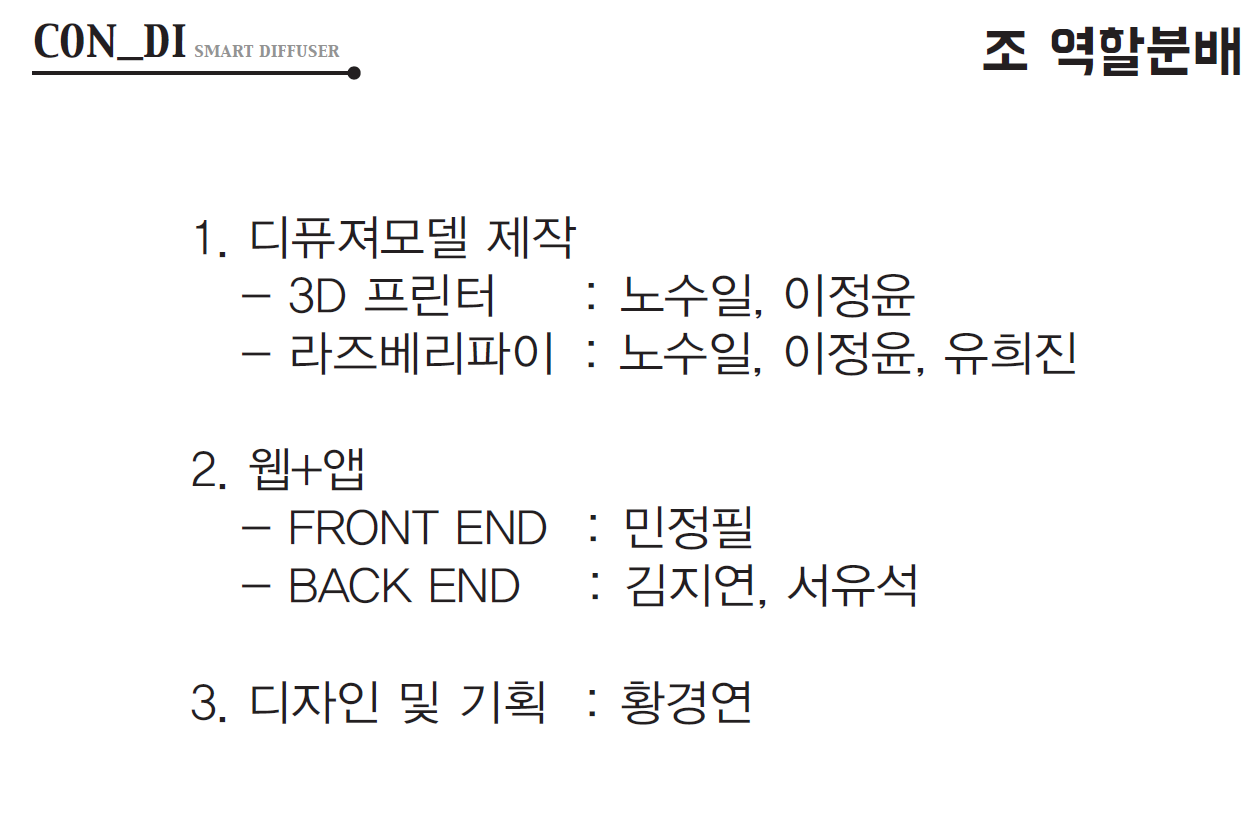 CON_DI SMART DIFFUSER
조 역할분배
1. 디퓨져모델 제작
– 3D 프린터 : 노수일, 이정윤
– 라즈베리파이 : 노수일, 이정윤, 유희진
2. 웹+앱
– FRONT END : 민정필
– BACK END : 김지연, 서유석
3. 디자인 및 기획 : 황경연